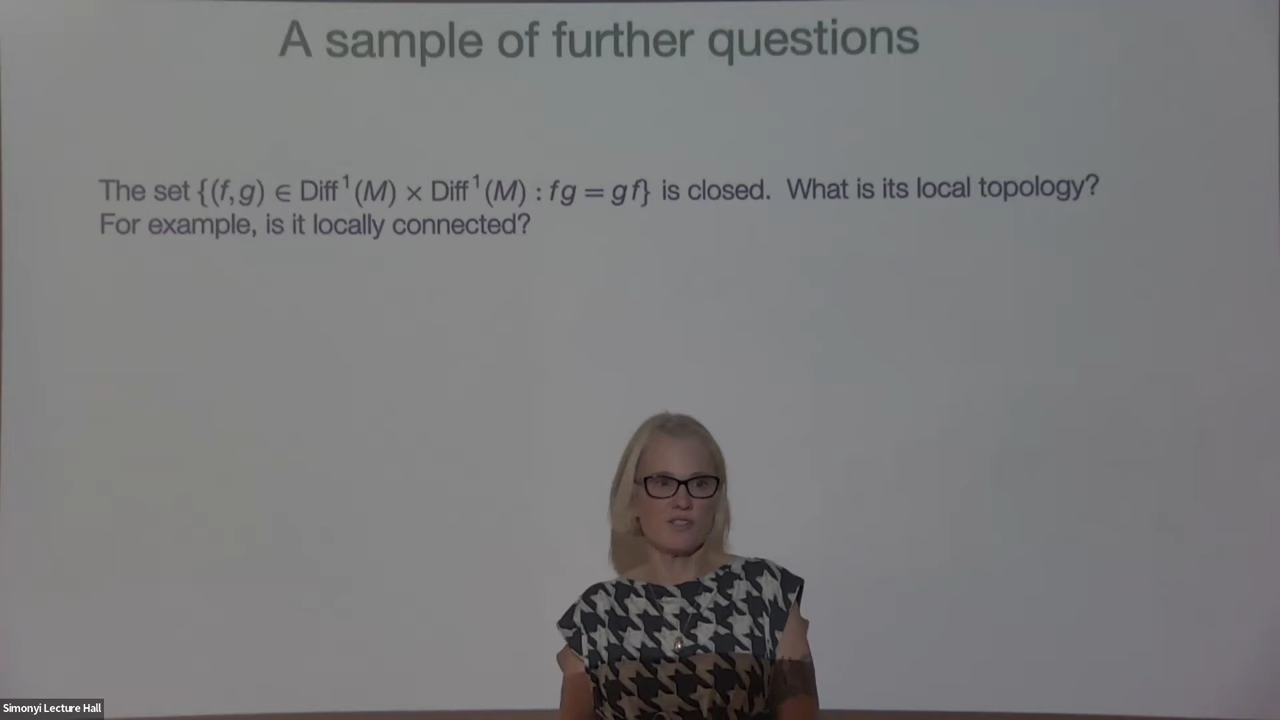 A sample of further questions
The set {(f,g) ∈ Diff¹(M) × Diff¹(M) : fg = gf} is closed. What is its local topology?
For example, is it locally connected?
Simonyi Lecture Hall